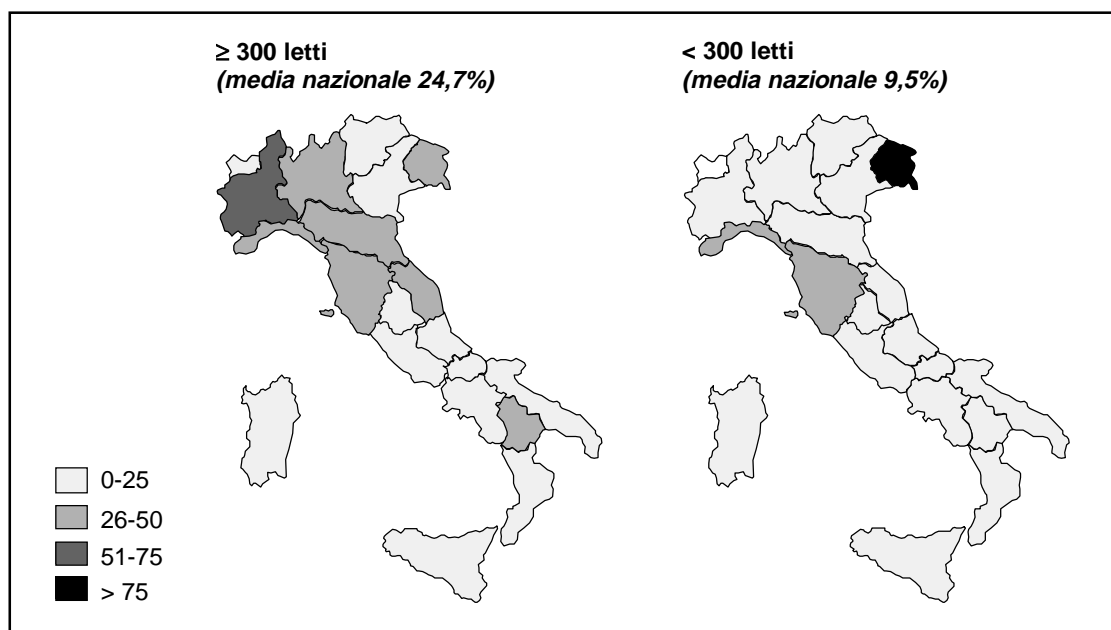 ≥ 300 letti
(media nazionale 24,7%)
< 300 letti
(media nazionale 9,5%)
0-25
26-50
51-75
> 75